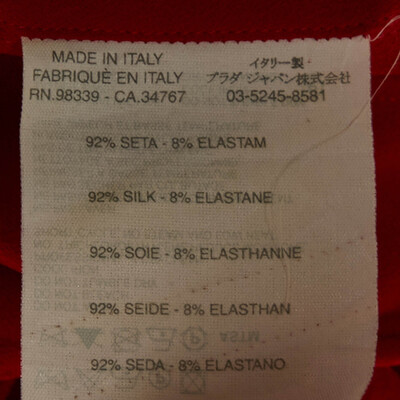 MADE IN ITALY
FABRIQUÈ EN ITALY
RN.98339 - CA.34767
イタリー製
プラダ ジャパン株式会社
03-5245-8581
92% SETA - 8% ELASTAM
92% SILK - 8% ELASTANE
92% SOIE - 8% ELASTHANNE
92% SEIDE - 8% ELASTHAN
92% SEDA - 8% ELASTANO